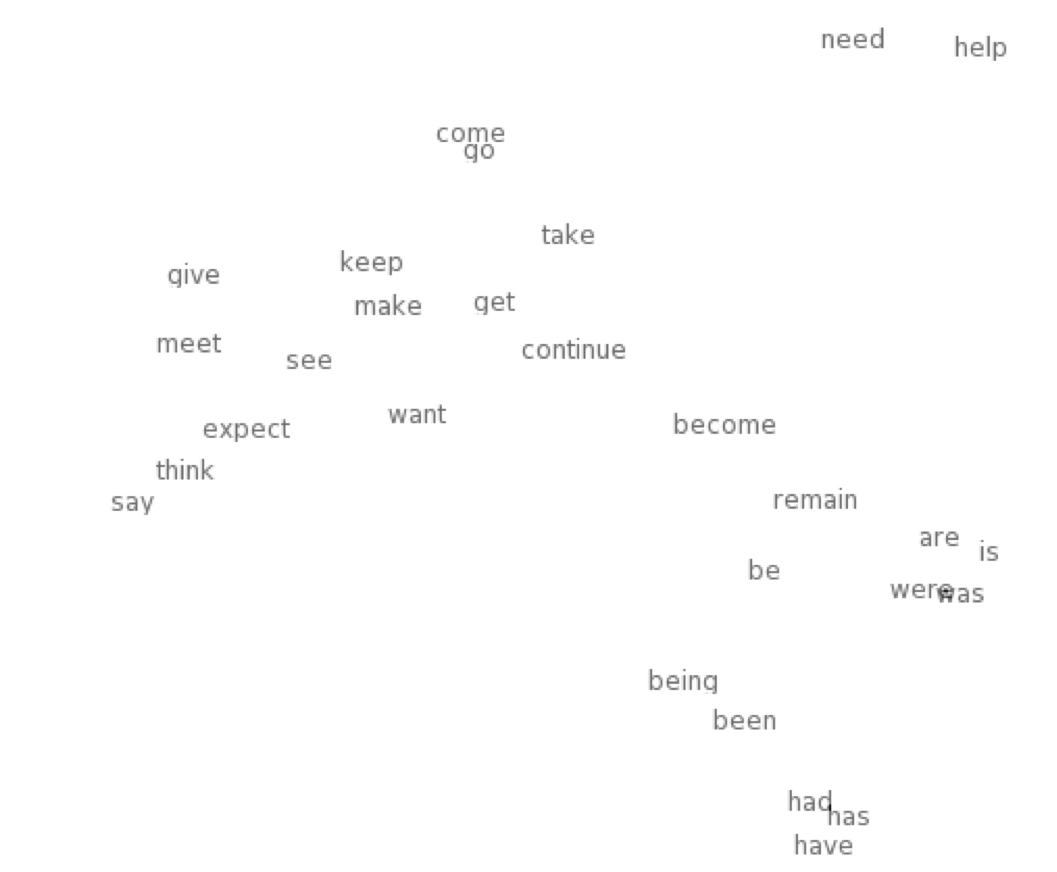 need
help
come
go
take
keep
give
make
get
meet
see
continue
want
expect
become
think
say
remain
are
is
be
were
was
being
been
had
has
have